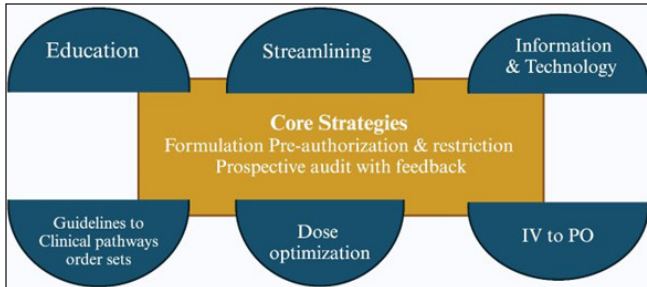 Education
Streamlining
Information
& Technology
Core Strategies
Formulation Pre-authorization & restriction
Prospective audit with feedback
Guidelines to
Clinical pathways
order sets
Dose
optimization
IV to PO